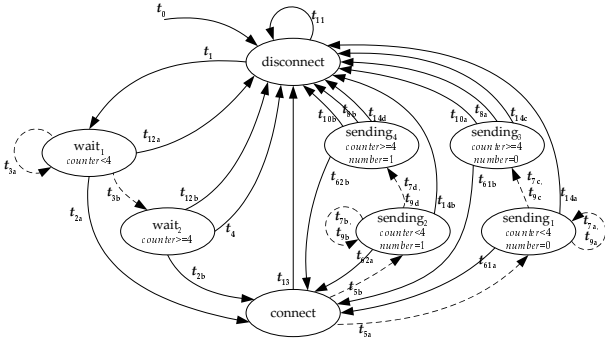 t0
t11
t1
disconnect
t12a
t10b
t8b
t14d
t10a
t8a
t14c
wait1
counter<4
t3a
t3b
sending4
counter>=4
number=1
sending3
counter>=4
number=0
t62b
t61b
t7c,
t9c
t7d,
t9d
t14a
t14b
t12b
t2a
wait2
counter>=4
t4
t7b,
t9b
sending2
counter<4
number=1
sending1
counter<4
number=0
t7a,
t9a
t62a
t61a
t2b
t13
t5b
connect
t5a